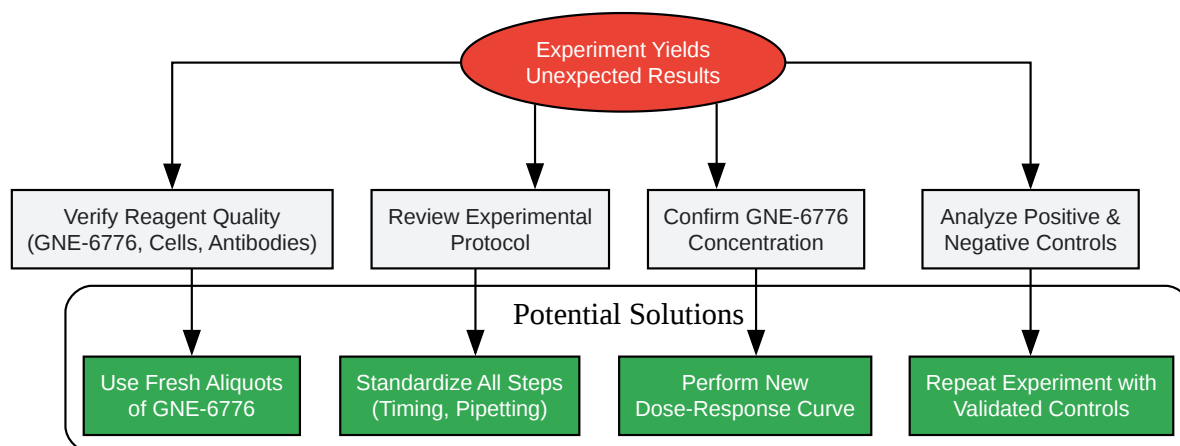 Experiment Yields
Unexpected Results
Verify Reagent Quality
(GNE-6776, Cells, Antibodies)
Review Experimental
Protocol
Confirm GNE-6776
Concentration
Analyze Positive &
Negative Controls
Potential Solutions
Use Fresh Aliquots
of GNE-6776
Standardize All Steps
(Timing, Pipetting)
Perform New
Dose-Response Curve
Repeat Experiment with
Validated Controls